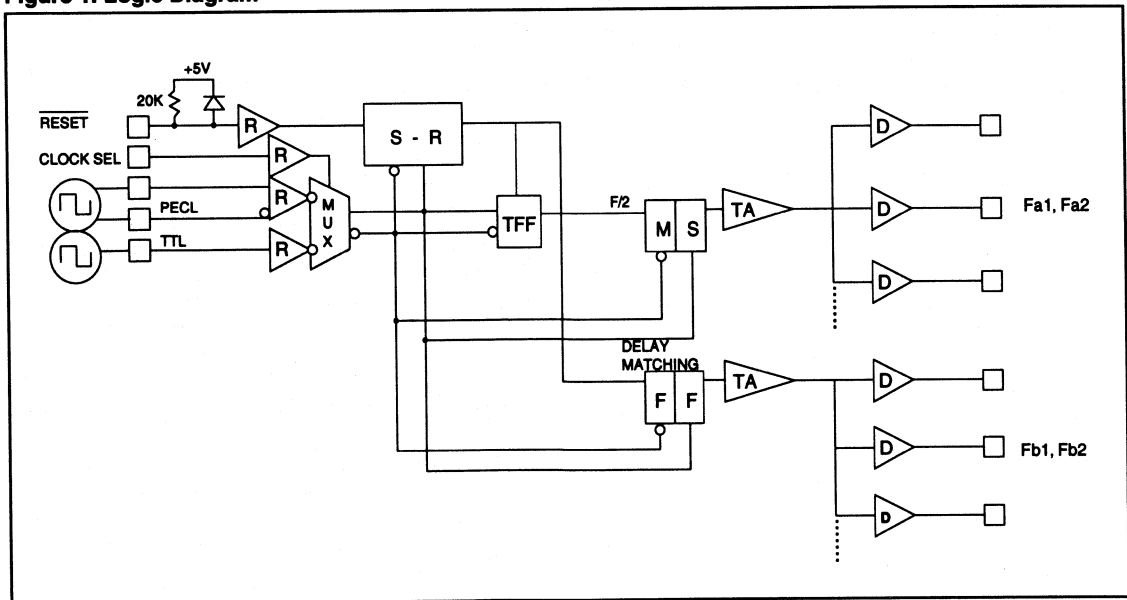 Figure 1. Logic Diagram
+5V
20K
RESET
R
S - R
D
CLOCK SEL
R
PECL
R
MUX
TFF
F/2
M S
TA
D
Fa1, Fa2
TTL
R
D
DELAY
MATCHING
F F
TA
D
D
Fb1, Fb2
D